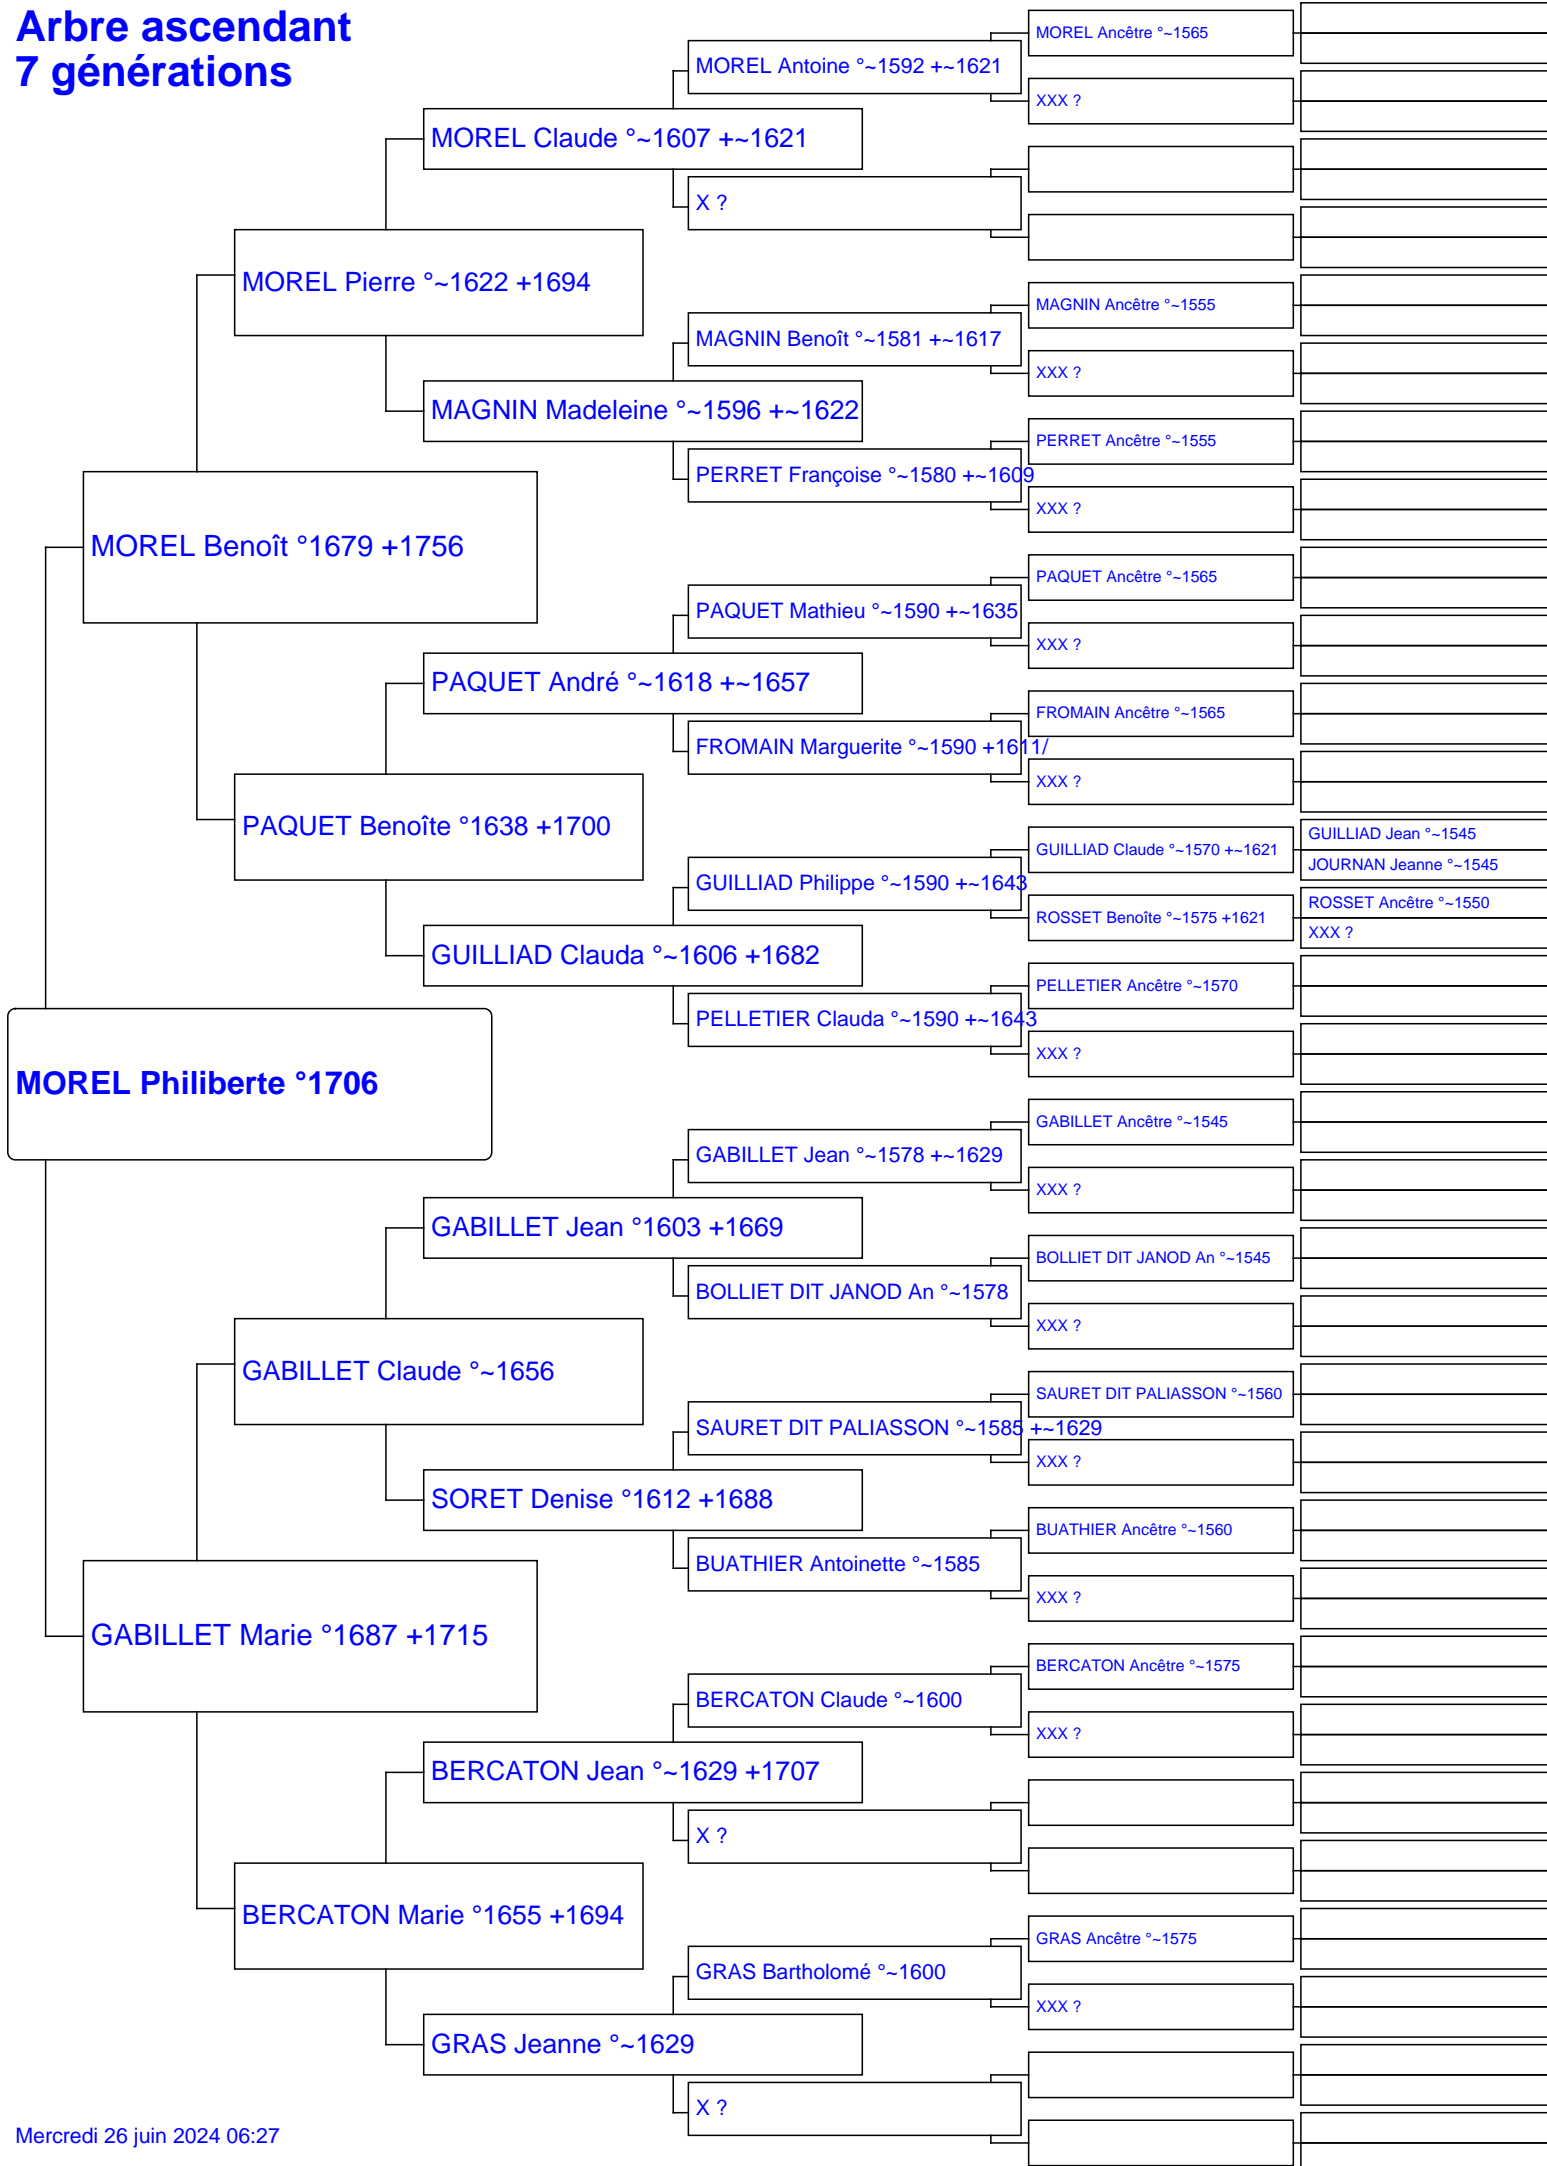 Arbre ascendant
7 générations
MOREL Philiberte °1706
MOREL Benoît °1679 +1756
GABILLET Marie °1687 +1715
MOREL Pierre °~1622 +1694
PAQUET Benoîte °1638 +1700
GABILLET Claude °~1656
BERCATON Marie °1655 +1694
MOREL Claude °~1607 +~1621
MAGNIN Madeleine °~1596 +~1622
PAQUET André °~1618 +~1657
GUILLIAD Clauda °~1606 +1682
GABILLET Jean °1603 +1669
SORET Denise °1612 +1688
BERCATON Jean °~1629 +1707
GRAS Jeanne °~1629
MOREL Antoine °~1592 +~1621
X ?
MAGNIN Benoît °~1581 +~1617
PERRET Françoise °~1580 +~1609
PAQUET Mathieu °~1590 +~1635
FROMAIN Marguerite °~1590 +1611/
GUILLIAD Philippe °~1590 +~1643
PELLETIER Clauda °~1590 +~1643
GABILLET Jean °~1578 +~1629
BOLLIET DIT JANOD An °~1578
SAURET DIT PALIASSON °~1585 +~1629
BUATHIER Antoinette °~1585
BERCATON Claude °~1600
X ?
GRAS Bartholomé °~1600
X ?
MOREL Ancêtre °~1565
XXX ?
MAGNIN Ancêtre °~1555
XXX ?
PERRET Ancêtre °~1555
XXX ?
PAQUET Ancêtre °~1565
XXX ?
FROMAIN Ancêtre °~1565
XXX ?
GUILLIAD Claude °~1570 +~1621
ROSSET Benoîte °~1575 +1621
PELLETIER Ancêtre °~1570
XXX ?
GABILLET Ancêtre °~1545
XXX ?
BOLLIET DIT JANOD An °~1545
XXX ?
SAURET DIT PALIASSON °~1560
XXX ?
BUATHIER Ancêtre °~1560
XXX ?
BERCATON Ancêtre °~1575
XXX ?
GRAS Ancêtre °~1575
XXX ?
GUILLIAD Jean °~1545
JOURNAN Jeanne °~1545
ROSSET Ancêtre °~1550
XXX ?
Mercredi 26 juin 2024 06:27